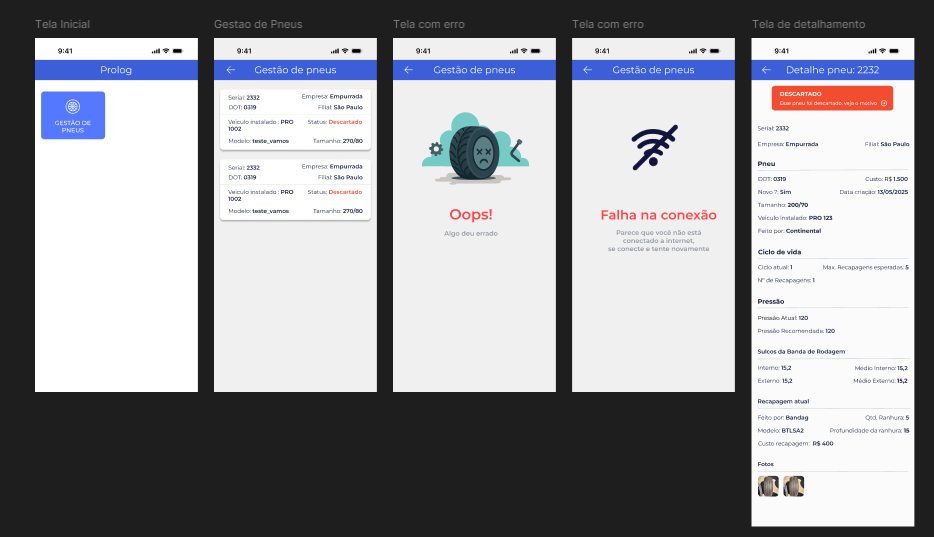 Tela Inicial
9:41
Prolog
GESTÃO DE
PNEUS
Gestao de Pneus
9:41
Gestão de pneus
Serial: 2332
Empresa: Empurrada
DOT: 0319
Filial: São Paulo
Veiculo instalado : PRO
1002
Status: Descartado
Modelo: teste_vamos
Tamanho: 270/80
Serial: 2332
Empresa: Empurrada
DOT: 0319
Filial: São Paulo
Veiculo instalado : PRO
1002
Status: Descartado
Modelo: teste_vamos
Tamanho: 270/80
Tela com erro
9:41
Gestão de pneus
Oops!
Algo deu errado
Tela com erro
9:41
Gestão de pneus
Falha na conexão
Parece que você não está
conectado a internet,
se conecte e tente novamente
Tela de detalhamento
9:41
Detalhe pneu: 2232
DESCARTADO
Esse pneu foi descartado, veja o motivo
Serial: 2332
Empresa: Empurrada
Filial: São Paulo
Pneu
DOT: 0319
Custo: R$ 1.500
Novo ?: Sim
Data criação: 13/05/2025
Tamanho: 200/70
Veiculo instalado: PRO 123
Feito por: Continental
Ciclo de vida
Ciclo atual: 1
Max. Recapagens esperadas: 5
Nº de Recapagens: 1
Pressão
Pressão Atual: 120
Pressão Recomendada: 120
Sulcos da Banda de Rodagem
Interno: 15,2
Médio Interno: 15,2
Externo: 15,2
Médio Externo: 15,2
Recapagem atual
Feito por: Bandag
Qtd. Ranhura: 5
Modelo: BTLSA2
Profundidade da ranhura: 15
Custo recapagem: R$ 400
Fotos